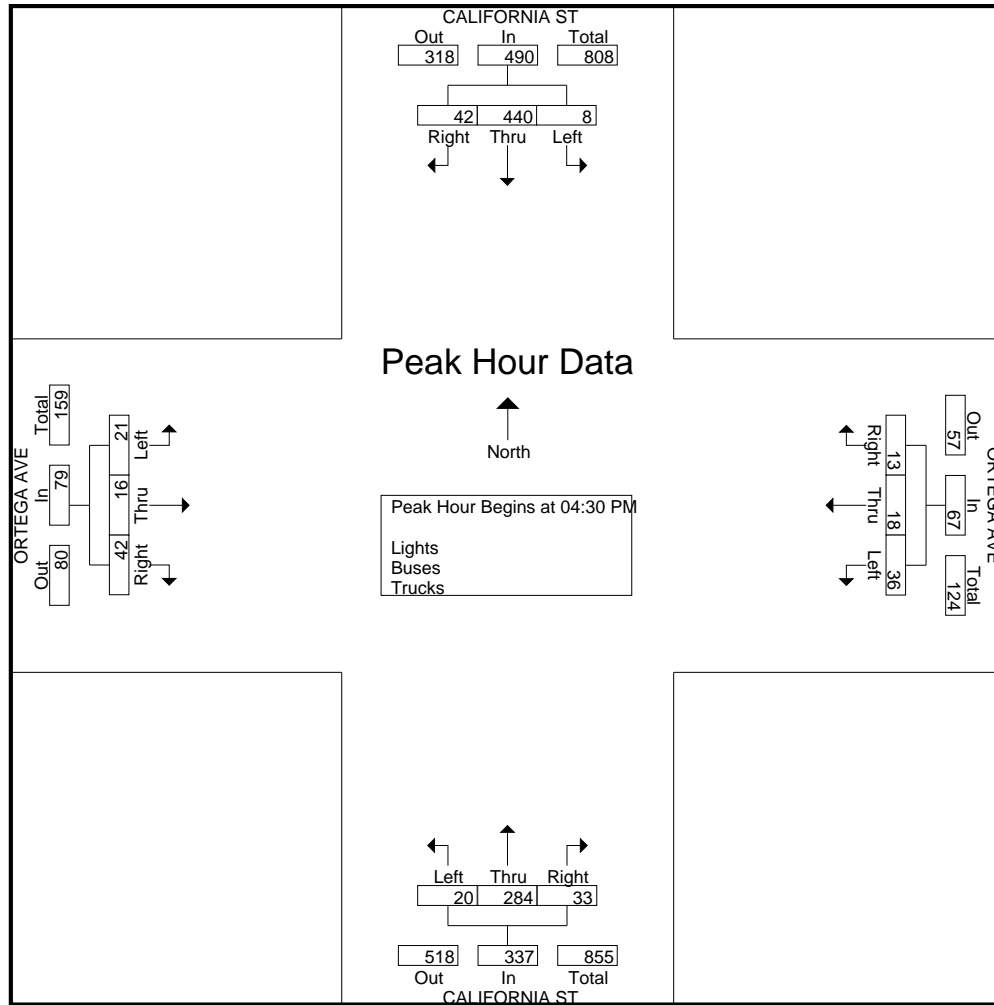 CALIFORNIA ST
Out In Total
318 490 808
42 440 8
Right Thru Left
Peak Hour Data
North
Peak Hour Begins at 04:30 PM
Lights
Buses
Trucks
ORTEGA AVE
Out In Total
80 79 159
42 16 21
Right Thru Left
ORTEGA AVE
Out In Total
57 67 124
13 18 36
Right Thru Left
Left Thru Right
20 284 33
518 337 855
Out In Total
CALIFORNIA ST